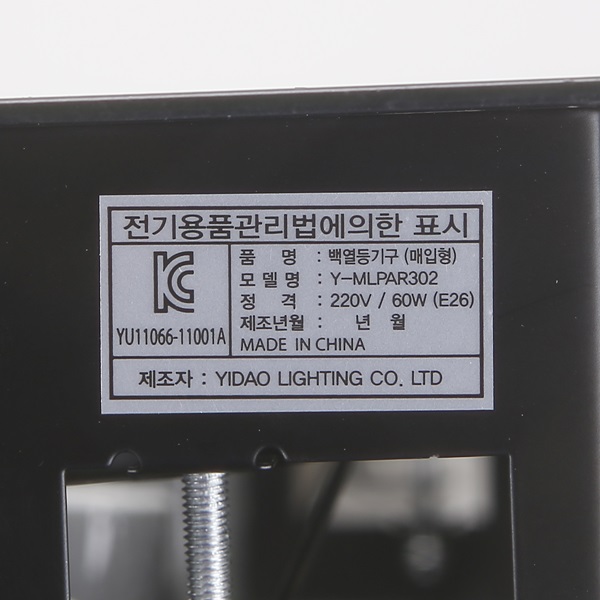 전기용품관리법에의한 표시
KC
YU11066-11001A
품 명 : 백열등기구 (매입형)
모델명 : Y-MLPAR302
정 격 : 220V / 60W (E26)
제조년월 : 년 월
MADE IN CHINA
제조자 : YIDAO LIGHTING CO. LTD